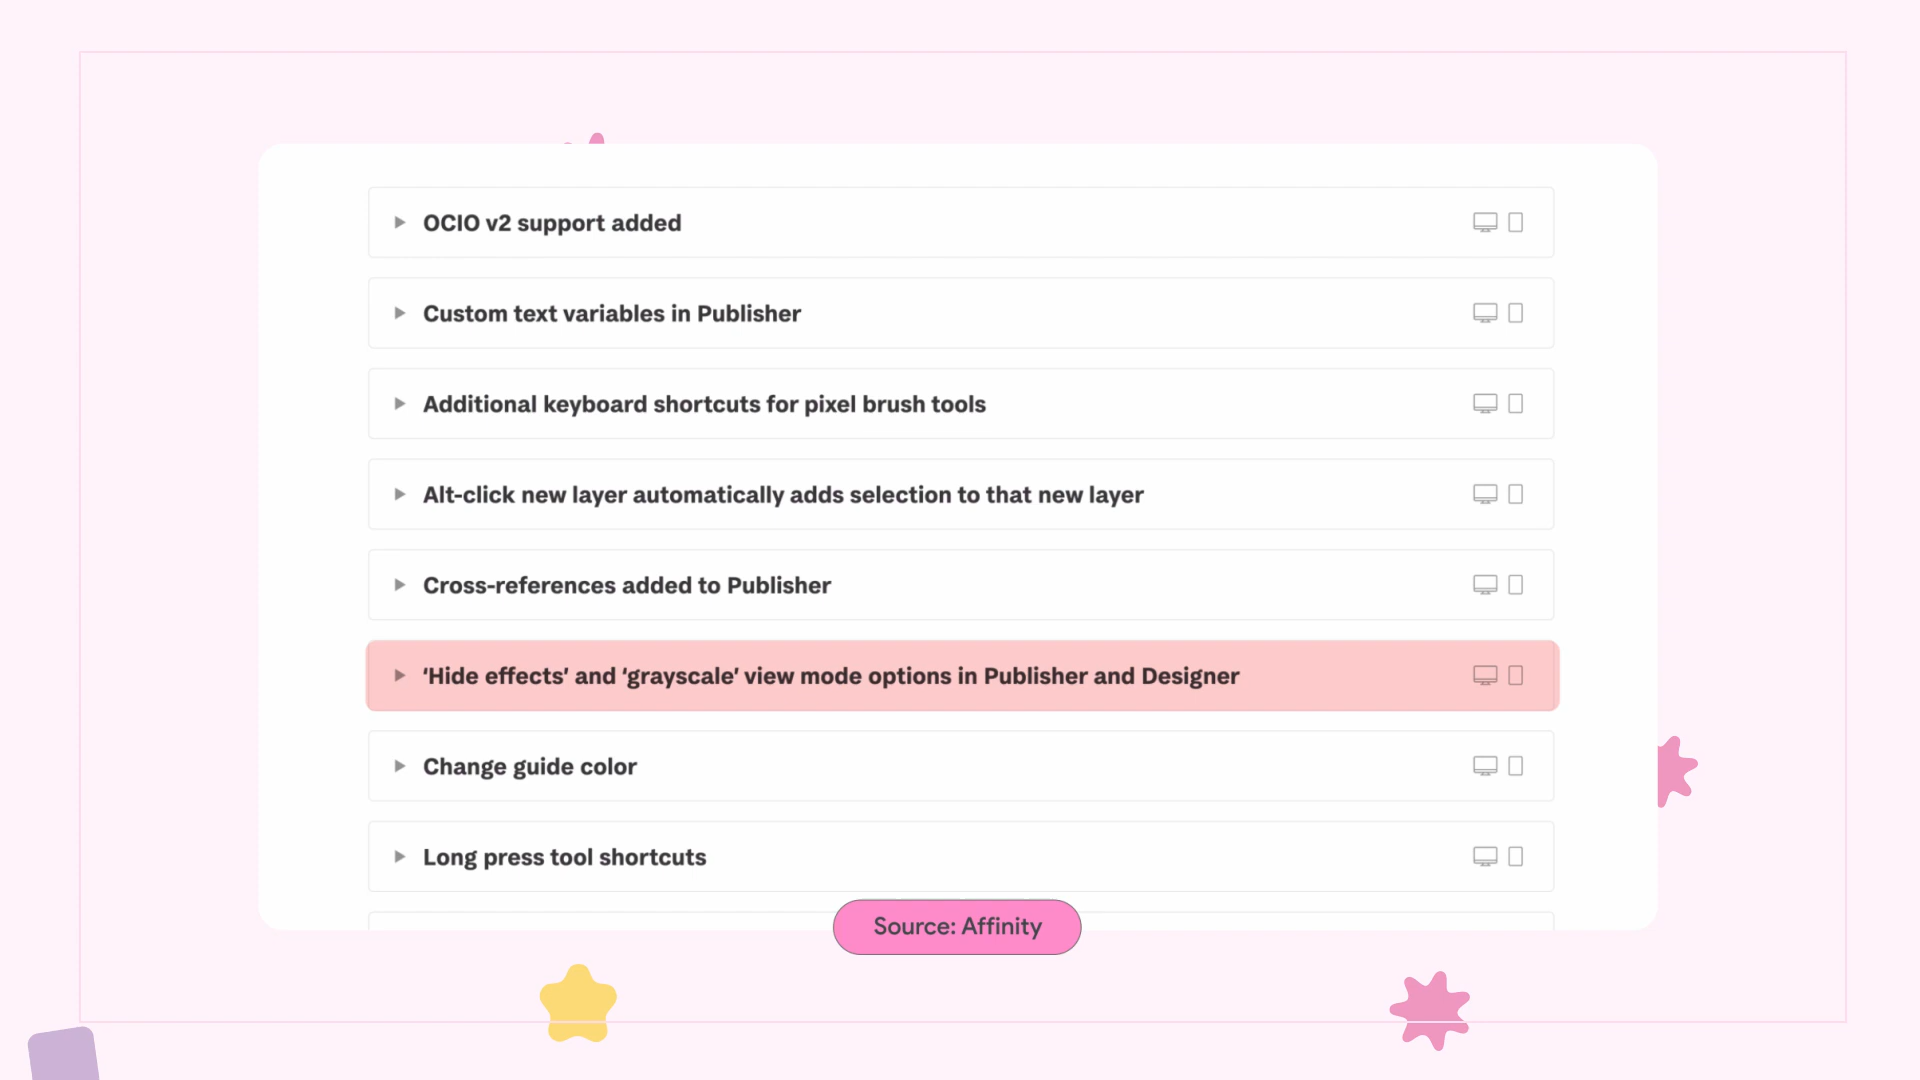 OCIO v2 support added
Custom text variables in Publisher
Additional keyboard shortcuts for pixel brush tools
Alt-click new layer automatically adds selection to that new layer
Cross-references added to Publisher
‘Hide effects’ and ‘grayscale’ view mode options in Publisher and Designer
Change guide color
Long press tool shortcuts
Source: Affinity